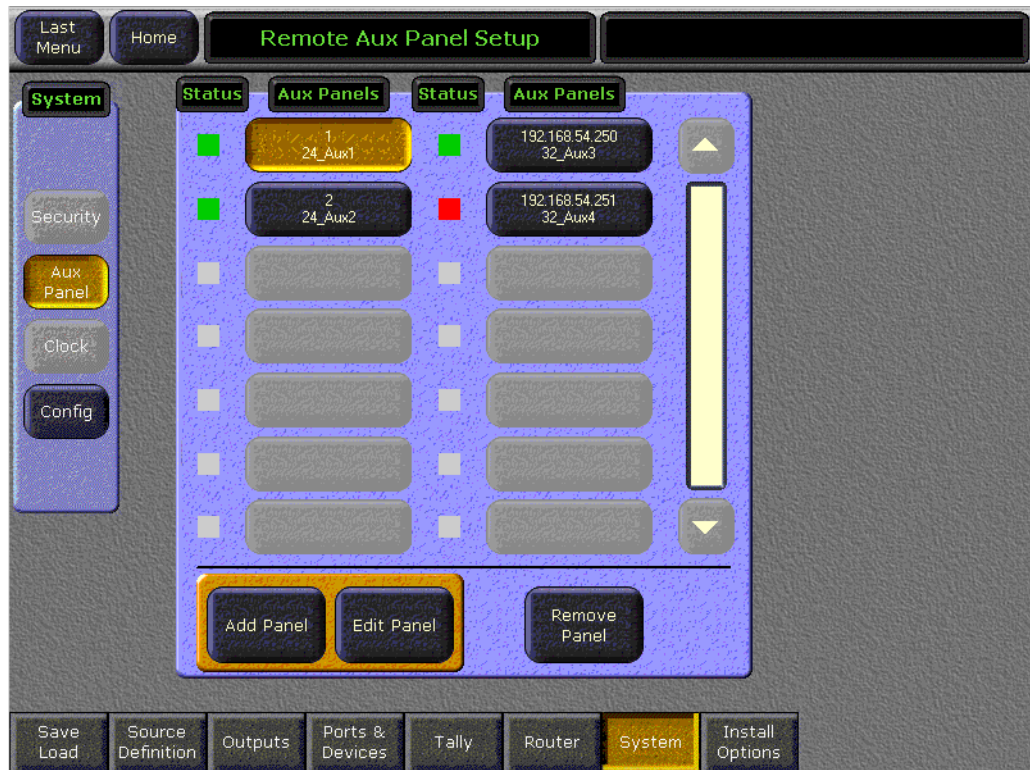 Last
Menu
Home
Remote Aux Panel Setup
System
Status
Aux Panels
Status
Aux Panels
1
24_Aux1
192.168.54.250
32_Aux3
2
24_Aux2
192.168.54.251
32_Aux4
Security
Aux
Panel
Clock
Config
Add Panel
Edit Panel
Remove
Panel
Save
Load
Source
Definition
Outputs
Ports &
Devices
Tally
Router
System
Install
Options